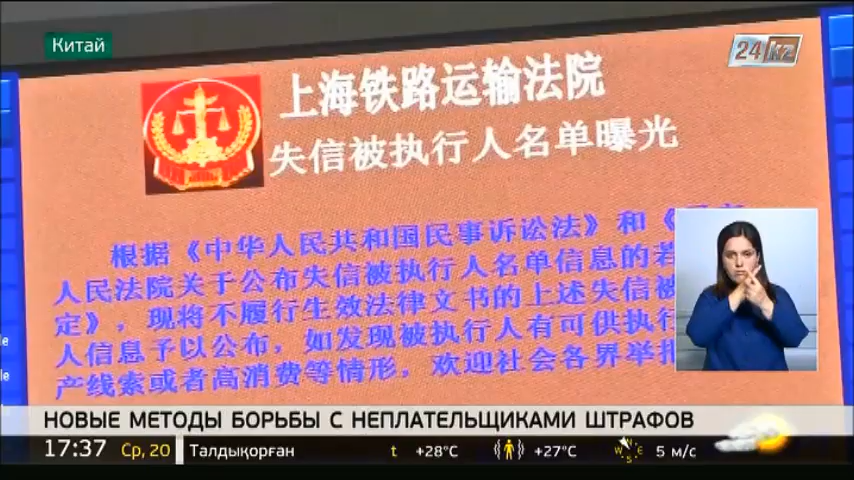 Китай
24kz
上海铁路运输法院
失信被执行人名单曝光
根据《中华人民共和国民事诉讼法》和《
人民法院关于公布失信被执行人名单信息的若
定》，现将不履行生效法律文书的上述失信被
人信息予以公布，如发现被执行人有可供执行
产线索或者高消费等情形，欢迎社会各界举报
НОВЫЕ МЕТОДЫ БОРЬБЫ С НЕПЛАТЕЛЬЩИКАМИ ШТРАФОВ
17:37 Ср, 20 Талдықорған t +28°C +27°C W N E S 5 м/с